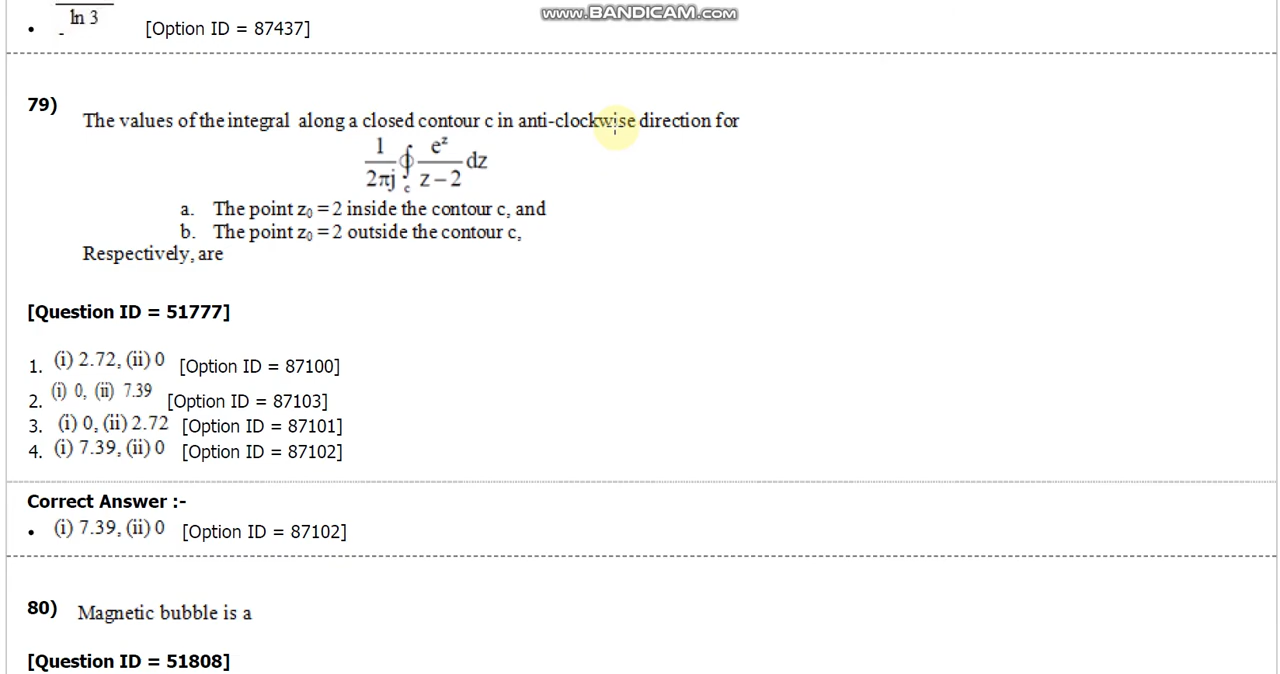 www.BANDICAM.com
ln 3
• [Option ID = 87437]
79)
The values of the integral along a closed contour c in anti-clockwise direction for
1/2πj ∮c e^z/z−2 dz
a. The point z₀ = 2 inside the contour c, and
b. The point z₀ = 2 outside the contour c,
Respectively, are
[Question ID = 51777]
1. (i) 2.72, (ii) 0 [Option ID = 87100]
2. (i) 0, (ii) 7.39 [Option ID = 87103]
3. (i) 0, (ii) 2.72 [Option ID = 87101]
4. (i) 7.39, (ii) 0 [Option ID = 87102]
Correct Answer :-
• (i) 7.39, (ii) 0 [Option ID = 87102]
80) Magnetic bubble is a
[Question ID = 51808]